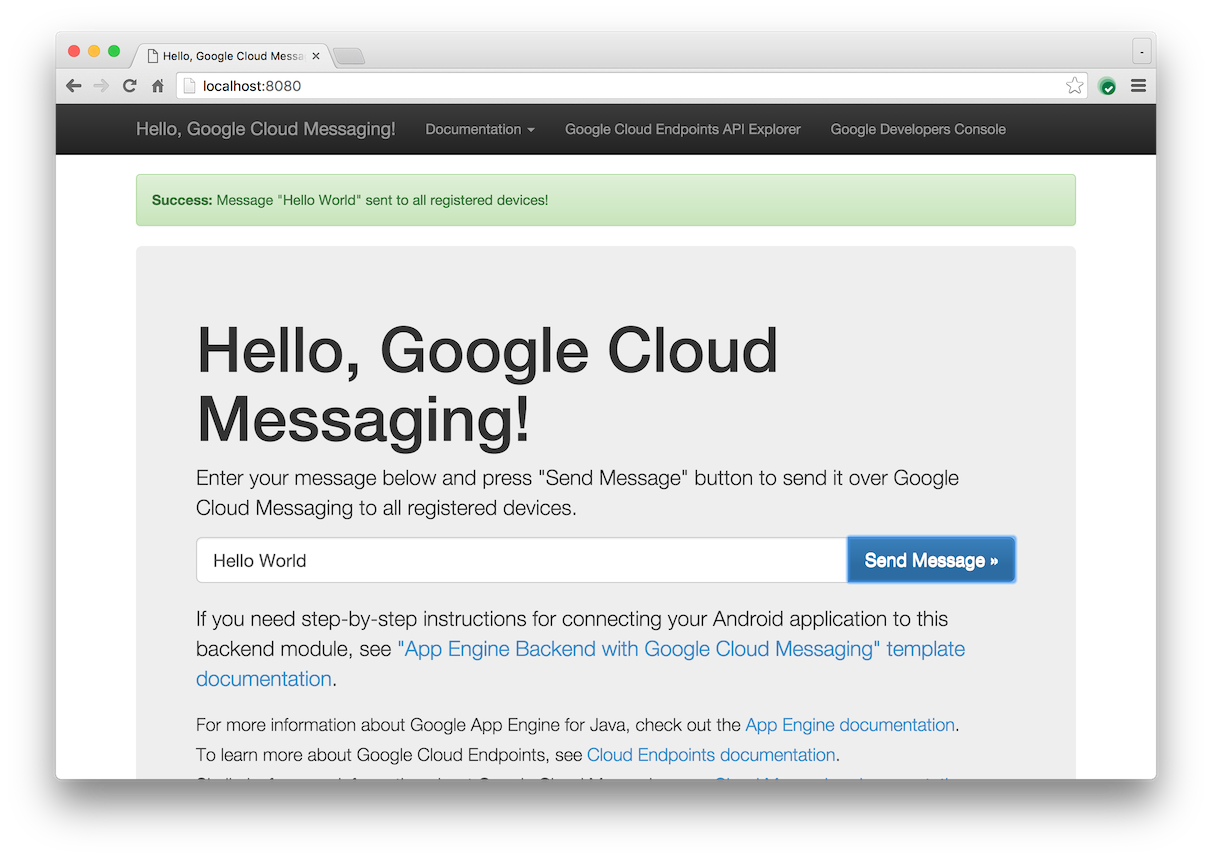 Hello, Google Cloud Messa
localhost:8080
Hello, Google Cloud Messaging! Documentation Google Cloud Endpoints API Explorer Google Developers Console
Success: Message "Hello World" sent to all registered devices!
Hello, Google Cloud
Messaging!
Enter your message below and press "Send Message" button to send it over Google
Cloud Messaging to all registered devices.
Hello World Send Message »
If you need step-by-step instructions for connecting your Android application to this
backend module, see "App Engine Backend with Google Cloud Messaging" template
documentation.
For more information about Google App Engine for Java, check out the App Engine documentation.
To learn more about Google Cloud Endpoints, see Cloud Endpoints documentation.